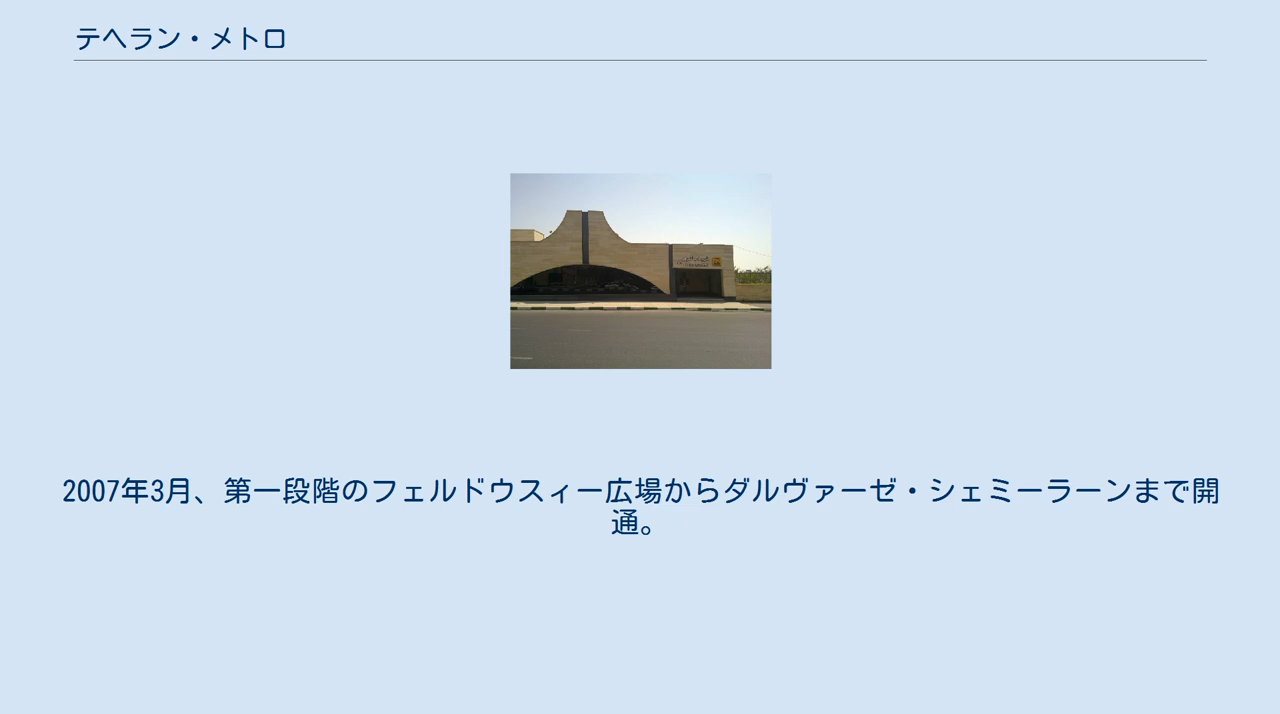 テヘラン・メトロ
2007年3月、第一段階のフェルドウスィー広場からダルヴァーゼ・シェミーラーンまで開
通。